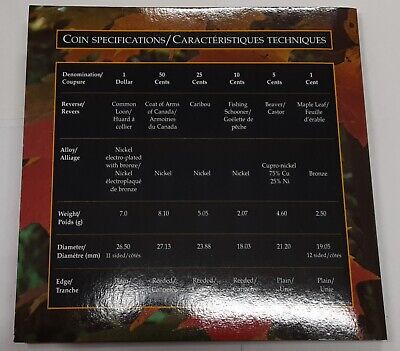 COIN SPECIFICATIONS/CARACTÉRISTIQUES TECHNIQUES
Denomination/ 1 50 25 10 5 1
Coupure Dollar Cents Cents Cents Cents Cent
Reverse/ Common Coat of Arms Caribou Fishing Beaver/ Maple Leaf/
Revers Loon/ of Canada/ Schooner/ Castor Feuille
Huard à Armoiries Goélette de d'érable
collier du Canada pêche
Alloy/ Nickel
Alliage electro-plated Cupro-nickel
with bronze/ Nickel Nickel Nickel 75% Cu Bronze
Nickel 25% Ni
électroplaqué
de bronze
Weight/ 7.0 8.10 5.05 2.07 4.60 2.50
Poids (g)
Diameter/ 26.50 27.13 23.88 18.03 21.20 19.05
Diamètre (mm) 11 sided/côtés 12 sided/côtés
Edge/ Plain/ Reeded/ Reeded/ Reeded/ Plain/ Plain/
Tranche Unie Unie